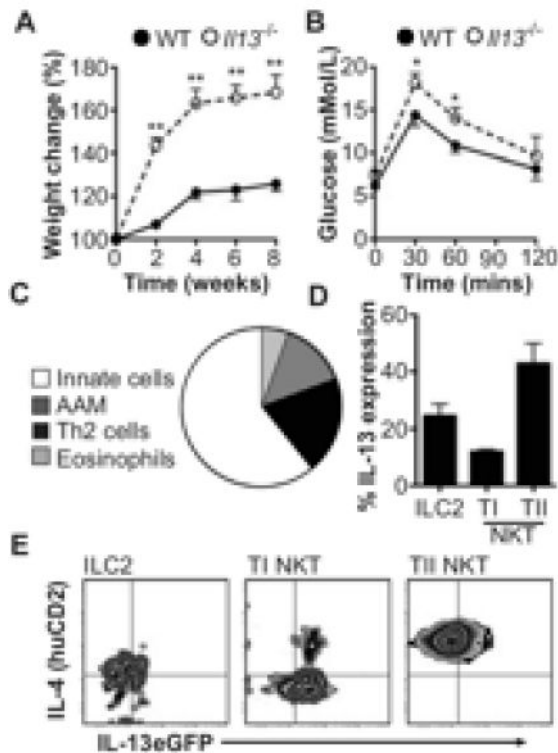 A
● WT ○ Il13-/-
Weight change (%)
180
160
140
120
100
** ** ** **
0 2 4 6 8
Time (weeks)
B
● WT ○ Il13-/-
Glucose (mMol/L)
20
15
10
5
0
* *
0 30 60 90 120
Time (mins)
C
Innate cells
AAM
Th2 cells
Eosinophils
D
% IL-13 expression
60
40
20
0
ILC2 TI TII
NKT
E
ILC2 TI NKT TII NKT
IL-4 (huCD2)
IL-13eGFP